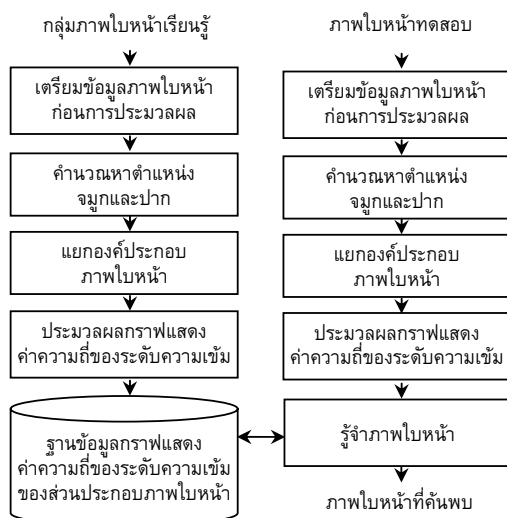 กลุ่มภาพใบหน้าเรียนรู้
เตรียมข้อมูลภาพใบหน้า
ก่อนการประมวลผล
คำนวณหาตำแหน่ง
จมูกและปาก
แยกองค์ประกอบ
ภาพใบหน้า
ประมวลผลกราฟแสดง
ค่าความถี่ของระดับความเข้ม
ฐานข้อมูลกราฟแสดง
ค่าความถี่ของระดับความเข้ม
ของส่วนประกอบภาพใบหน้า
ภาพใบหน้าทดสอบ
เตรียมข้อมูลภาพใบหน้า
ก่อนการประมวลผล
คำนวณหาตำแหน่ง
จมูกและปาก
แยกองค์ประกอบ
ภาพใบหน้า
ประมวลผลกราฟแสดง
ค่าความถี่ของระดับความเข้ม
รู้จำภาพใบหน้า
ภาพใบหน้าที่ค้นพบ